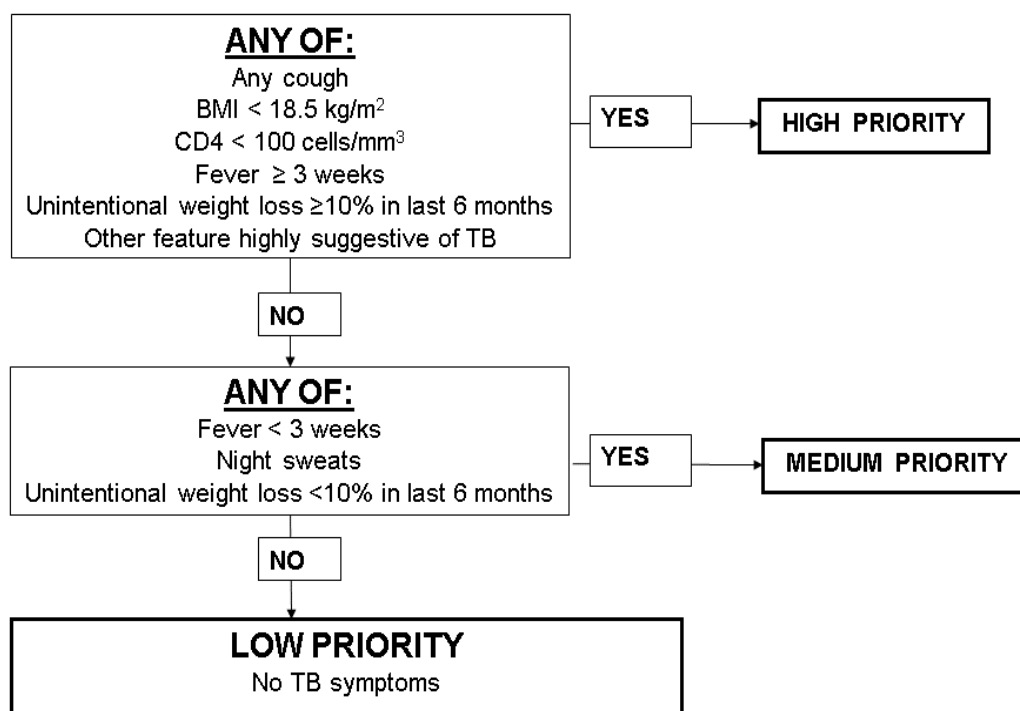 ANY OF:
Any cough
BMI < 18.5 kg/m²
CD4 < 100 cells/mm³
Fever ≥ 3 weeks
Unintentional weight loss ≥10% in last 6 months
Other feature highly suggestive of TB
YES
HIGH PRIORITY
NO
ANY OF:
Fever < 3 weeks
Night sweats
Unintentional weight loss <10% in last 6 months
YES
MEDIUM PRIORITY
NO
LOW PRIORITY
No TB symptoms